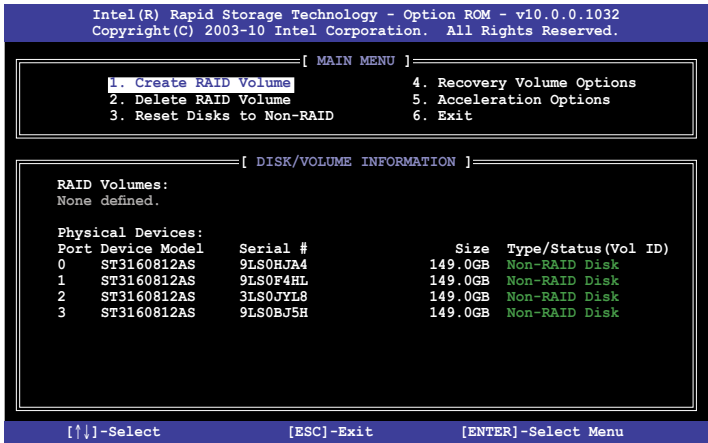 Intel(R) Rapid Storage Technology - Option ROM - v10.0.0.1032
Copyright(C) 2003-10 Intel Corporation.  All Rights Reserved.
[ MAIN MENU ]
1. Create RAID Volume 4. Recovery Volume Options
2. Delete RAID Volume 5. Acceleration Options
3. Reset Disks to Non-RAID 6. Exit
[ DISK/VOLUME INFORMATION ]
RAID Volumes:
None defined.
Physical Devices:
Port Device Model Serial # Size Type/Status(Vol ID)
0 ST3160812AS 9LS0HJA4 149.0GB Non-RAID Disk
1 ST3160812AS 9LS0F4HL 149.0GB Non-RAID Disk
2 ST3160812AS 3LS0JYL8 149.0GB Non-RAID Disk
3 ST3160812AS 9LS0BJ5H 149.0GB Non-RAID Disk
[↑↓]-Select [ESC]-Exit [ENTER]-Select Menu